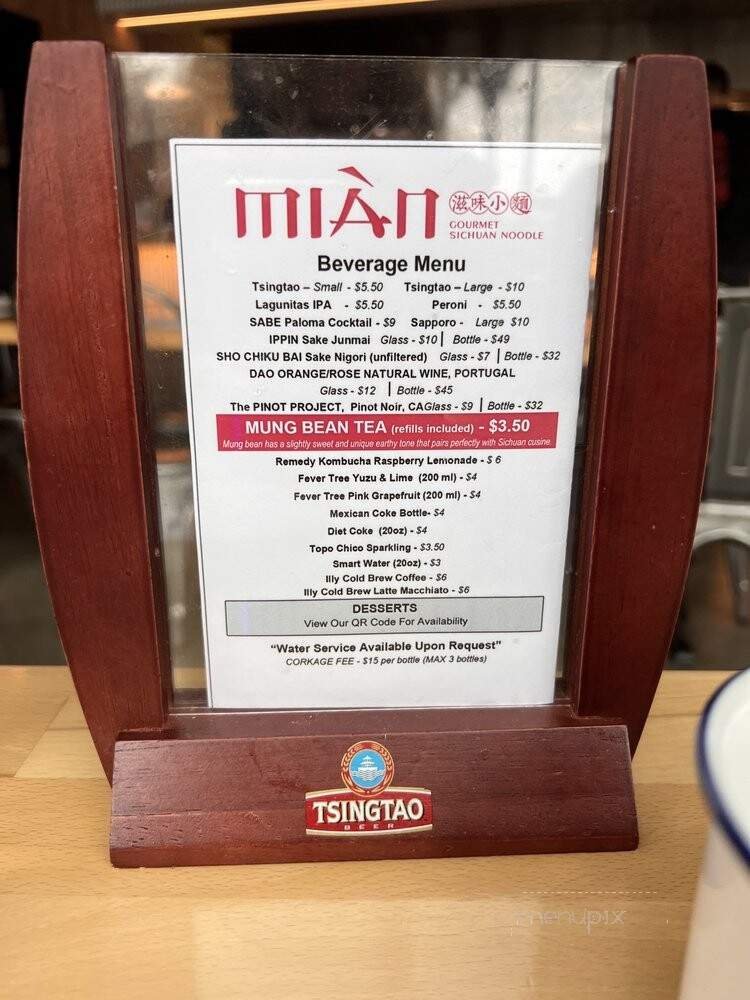 MIÀN 滋味小麵
GOURMET
SICHUAN NOODLE
Beverage Menu
Tsingtao – Small - $5.50 Tsingtao – Large - $10
Lagunitas IPA - $5.50 Peroni - $5.50
SABE Paloma Cocktail - $9 Sapporo - Large $10
IPPIN Sake Junmai Glass - $10 | Bottle - $49
SHO CHIKU BAI Sake Nigori (unfiltered) Glass - $7 | Bottle - $32
DAO ORANGE/ROSE NATURAL WINE, PORTUGAL
Glass - $12 | Bottle - $45
The PINOT PROJECT, Pinot Noir, CAGlass - $9 | Bottle - $32
MUNG BEAN TEA (refills included) - $3.50
Mung bean has a slightly sweet and unique earthy tone that pairs perfectly with Sichuan cusine.
Remedy Kombucha Raspberry Lemonade - $ 6
Fever Tree Yuzu & Lime (200 ml) - $4
Fever Tree Pink Grapefruit (200 ml) - $4
Mexican Coke Bottle- $4
Diet Coke (20oz) - $4
Topo Chico Sparkling - $3.50
Smart Water (20oz) - $3
Illy Cold Brew Coffee - $6
Illy Cold Brew Latte Macchiato - $6
DESSERTS
View Our QR Code For Availability
"Water Service Available Upon Request"
CORKAGE FEE - $15 per bottle (MAX 3 bottles)
TSINGTAO
BEER
menupix